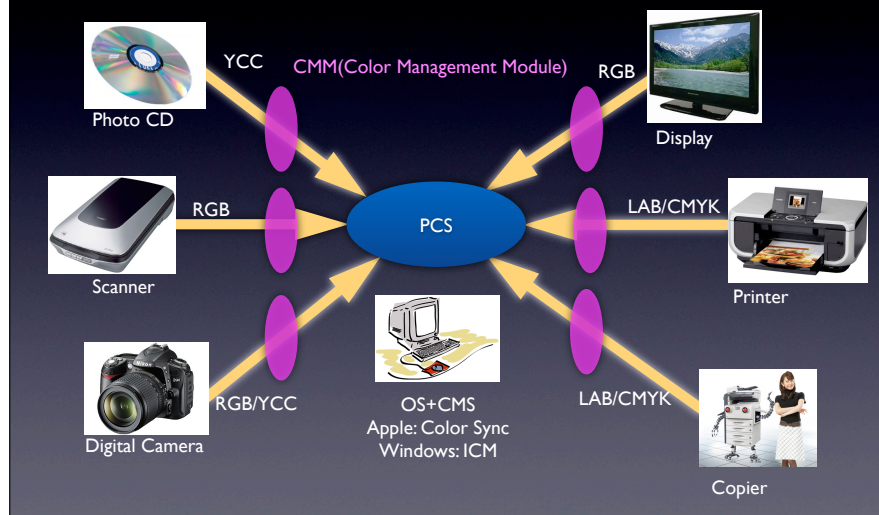 YCC
CMM(Color Management Module)
RGB
Photo CD
Display
RGB
LAB/CMYK
PCS
Scanner
Printer
RGB/YCC
OS+CMS
LAB/CMYK
Apple: Color Sync
Digital Camera
Windows: ICM
Copier